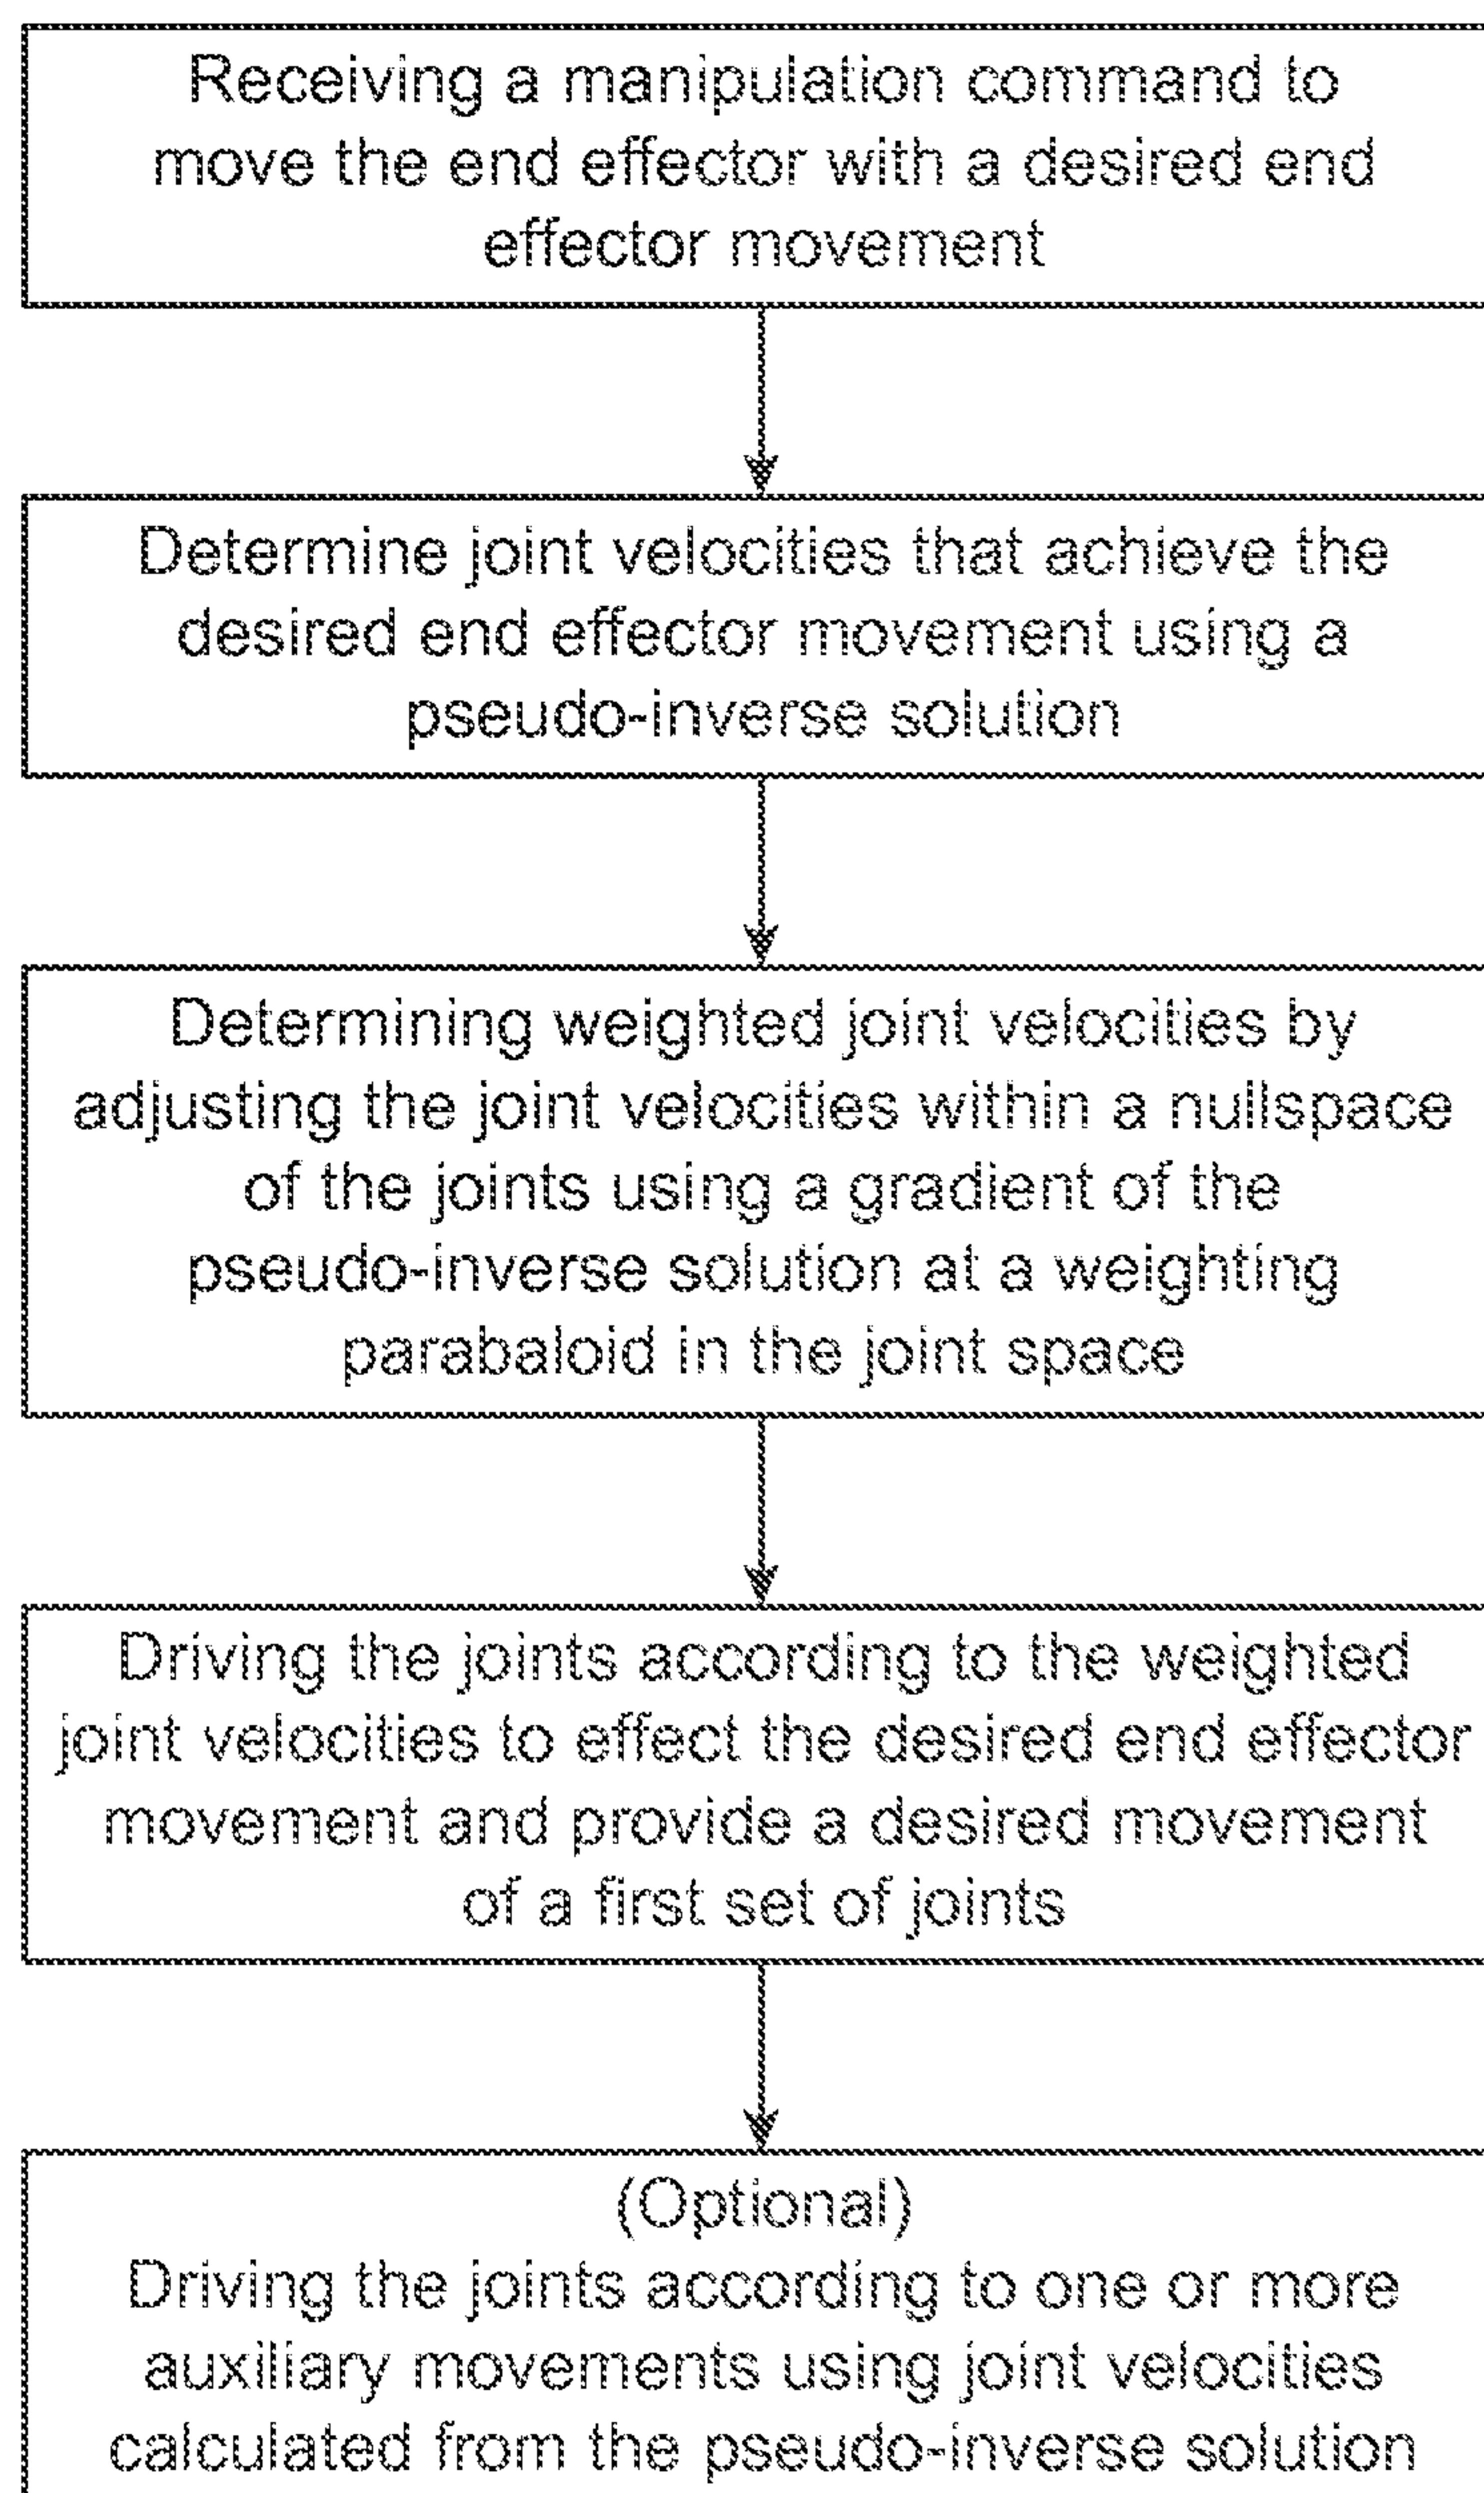 Receiving a manipulation command to
move the end effector with a desired end
effector movement
Determine joint velocities that achieve the
desired end effector movement using a
pseudo-inverse solution
Determining weighted joint velocities by
adjusting the joint velocities within a nullspace
of the joints using a gradient of the
pseudo-inverse solution at a weighting
parabaloid in the joint space
Driving the joints according to the weighted
joint velocities to effect the desired end effector
movement and provide a desired movement
of a first set of joints
(Optional)
Driving the joints according to one or more
auxiliary movements using joint velocities
calculated from the pseudo-inverse solution